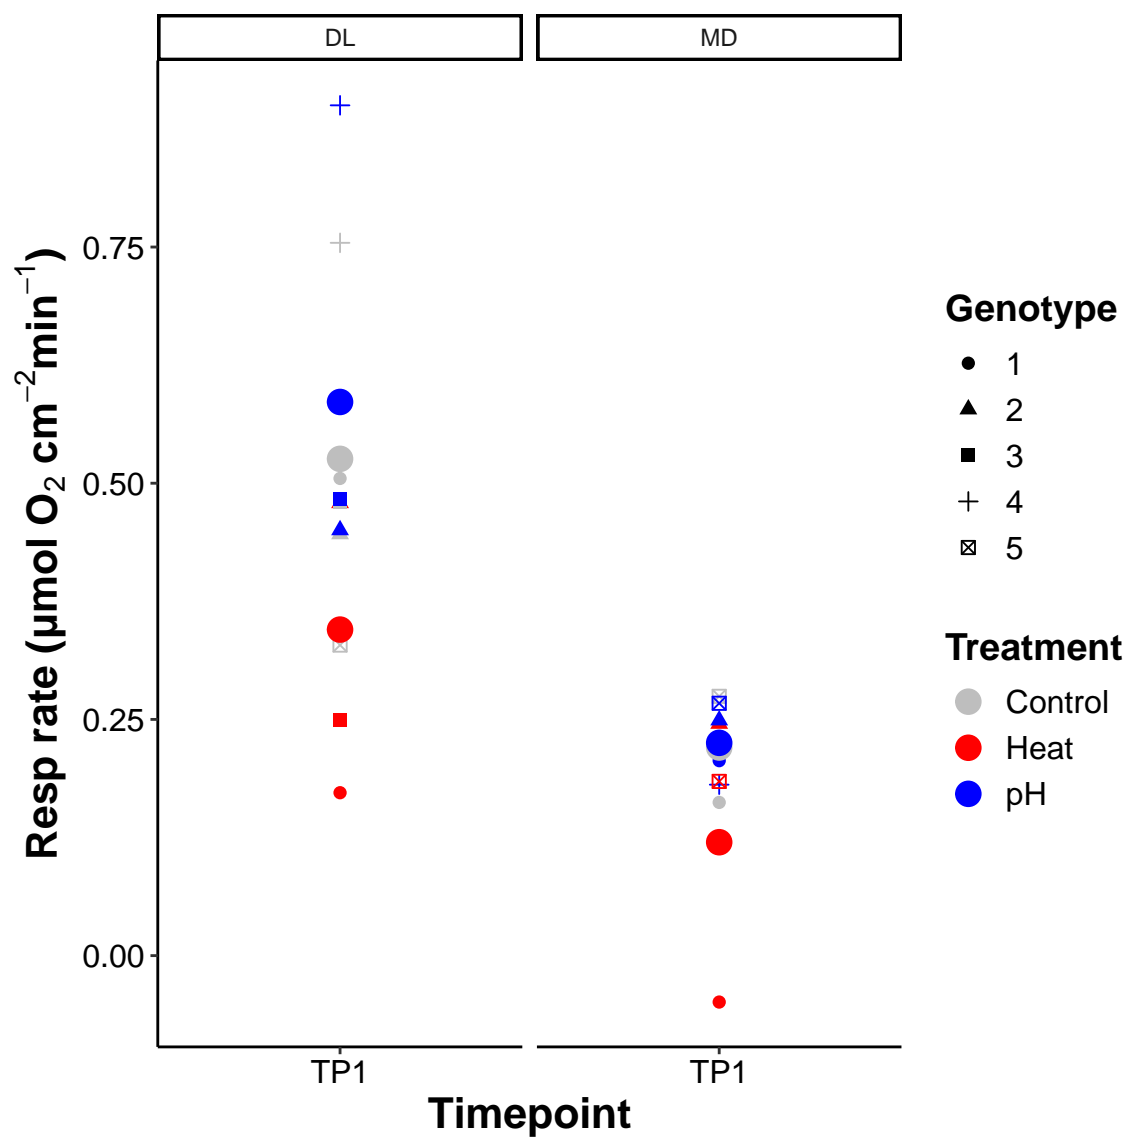 DL
MD
Resp rate (μmol O₂ cm⁻²min⁻¹)
0.75
0.50
0.25
0.00
TP1
TP1
Timepoint
Genotype
1
2
3
4
5
Treatment
Control
Heat
pH